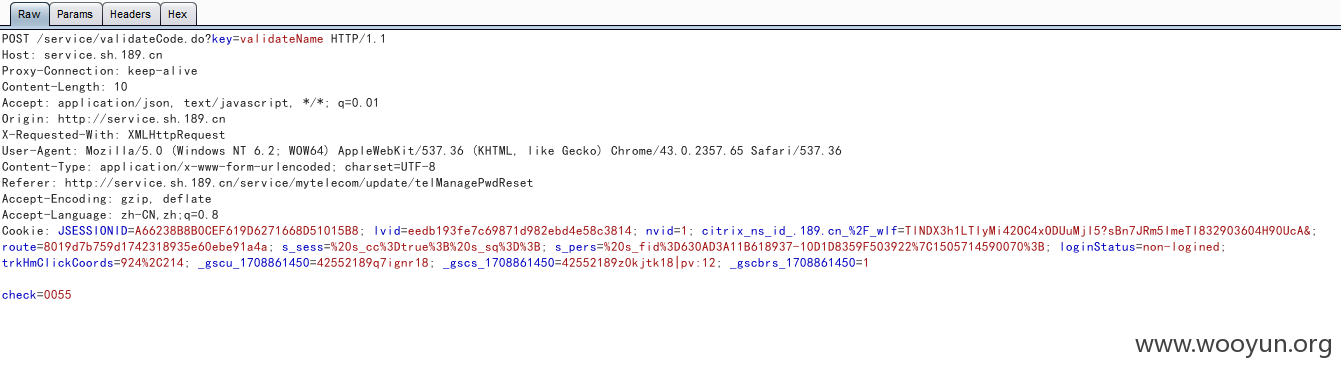 Raw Params Headers Hex
POST /service/validateCode.do?key=validateName HTTP/1.1
Host: service.sh.189.cn
Proxy-Connection: keep-alive
Content-Length: 10
Accept: application/json, text/javascript, */*; q=0.01
Origin: http://service.sh.189.cn
X-Requested-With: XMLHttpRequest
User-Agent: Mozilla/5.0 (Windows NT 6.2; WOW64) AppleWebKit/537.36 (KHTML, like Gecko) Chrome/43.0.2357.65 Safari/537.36
Content-Type: application/x-www-form-urlencoded; charset=UTF-8
Referer: http://service.sh.189.cn/service/mytelecom/update/telManagePwdReset
Accept-Encoding: gzip, deflate
Accept-Language: zh-CN,zh;q=0.8
Cookie: JSESSIONID=A66238B8B0CEF619D6271668D51015B8; lvid=eedb193fe7c69871d982ebd4e58c3814; nvid=1; citrix_ns_id_.189.cn_%2F_wlf=TlNDX3h1LTIyMi42OC4xODUuMjI5?sBn7JRm5lmeTl832903604H9OUcA&;
route=8019d7b759d1742318935e60ebe91a4a; s_sess=%20s_cc%3Dtrue%3B%20s_sq%3D%3B; s_pers=%20s_fid%3D630AD3A11B618937-10D1D8359F503922%7C1505714590070%3B; loginStatus=non-logined;
trkHmClickCoords=924%2C214; _gscu_1708861450=42552189q7ignr18; _gscs_1708861450=42552189z0kjtk18|pv:12; _gscbrs_1708861450=1
check=0055
www.wooyun.org